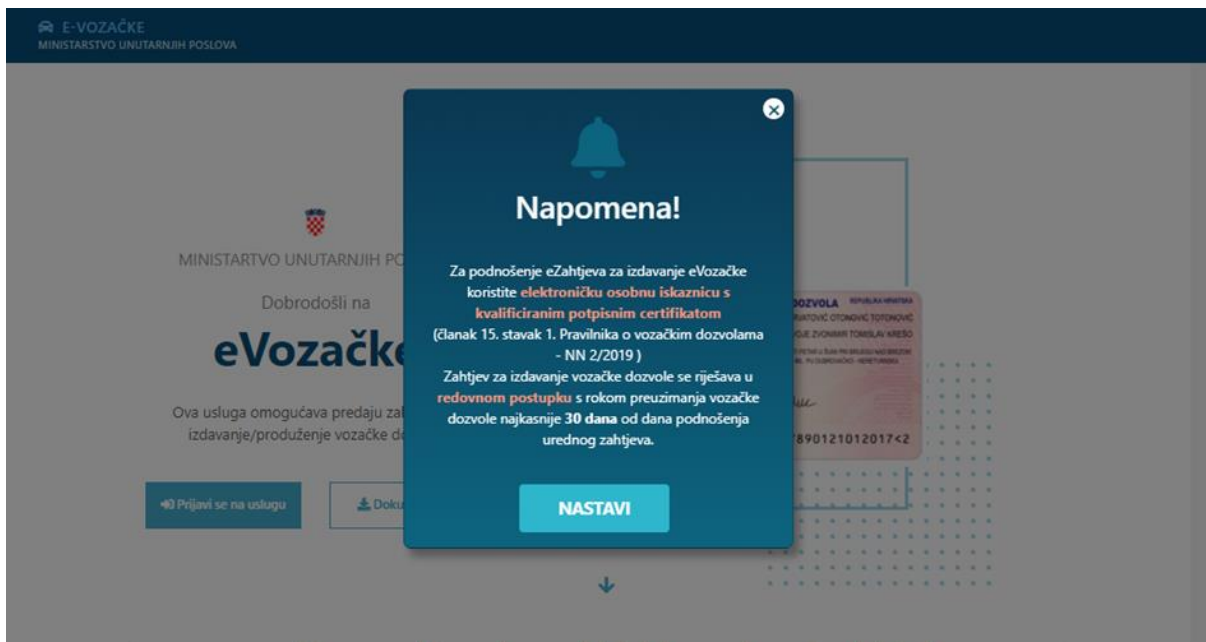 E-VOZAČKE
MINISTARSTVO UNUTARNJIH POSLOVA
MINISTARTVO UNUTARNJIH PO
Dobrodošli na
eVozačke
Ova usluga omogućava predaju
izdavanje/produženje vozačke
Prijavi se na uslugu
Napomena!
Za podnošenje eZahtjeva za izdavanje eVozačke
koristite elektroničku osobnu iskaznicu s
kvalificiranim potpisnim certifikatom
(članak 15. stavak 1. Pravilnika o vozačkim dozvolama
- NN 2/2019 )
Zahtjev za izdavanje vozačke dozvole se riješava u
redovnom postupku s rokom preuzimanja vozačke
dozvole najkasnije 30 dana od dana podnošenja
urednog zahtjeva.
NASTAVI
DOZVOLA REPUBLIKA HRVATSKA
890121012017<2